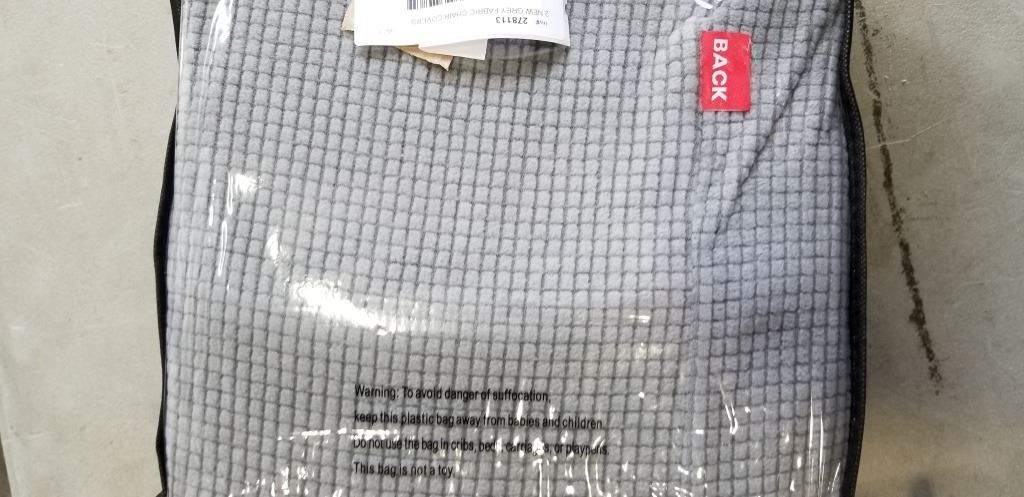 Inv# 278113
2 NEW GREY FABRIC CHAIR COVERS
BACK
Warning: To avoid danger of suffocation,
keep this plastic bag away from babies and children.
Do not use the bag in cribs, beds, carriages, or playpens.
This bag is not a toy